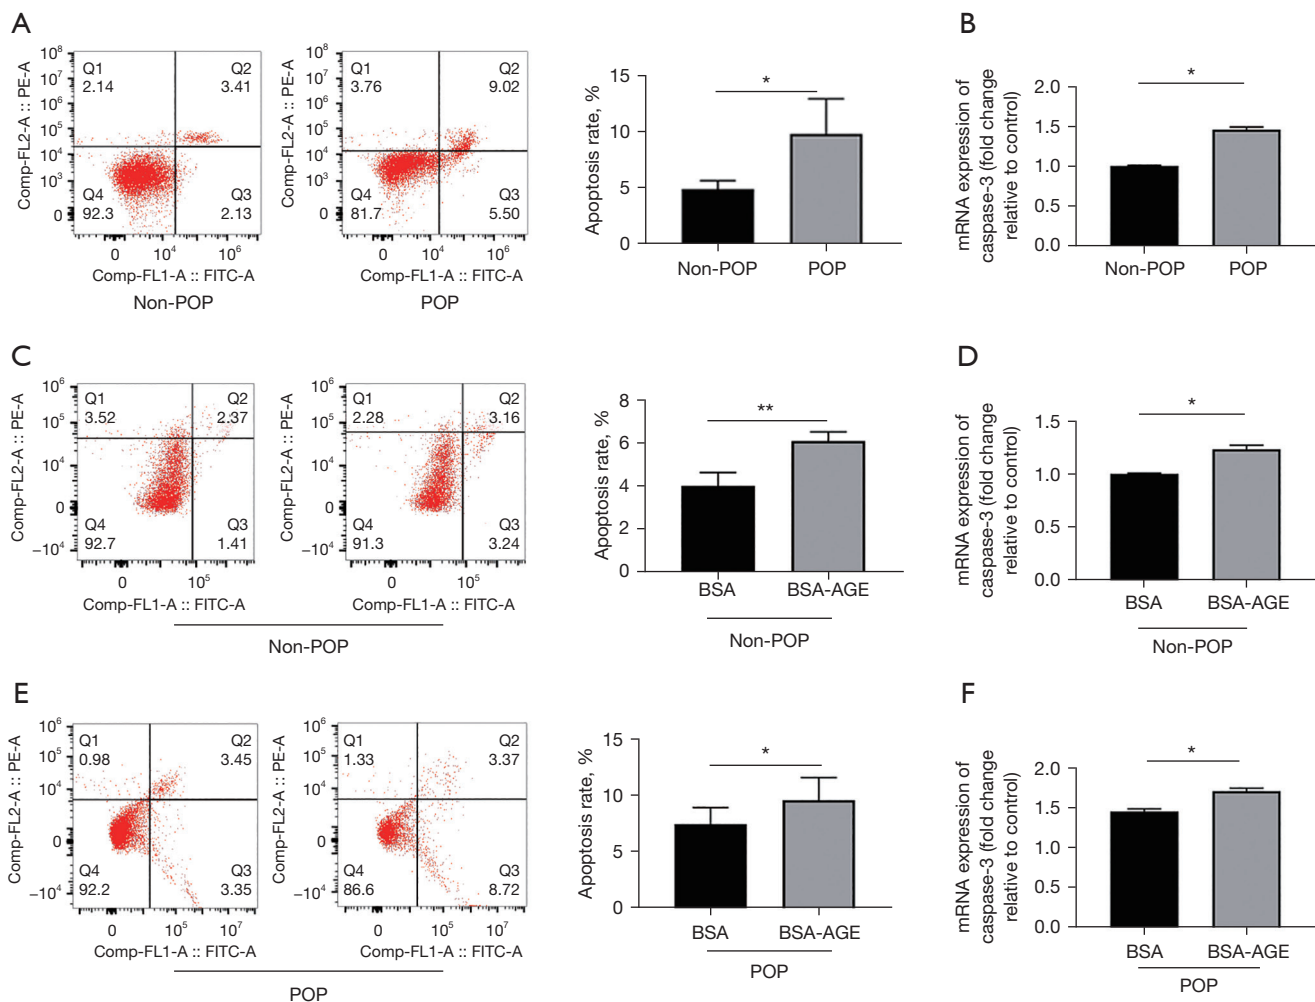 A
Comp-FL2-A :: PE-A
10⁸
10⁷
10⁶
10⁵
10⁴
10³
0
Q1
2.14
Q2
3.41
Q4
92.3
Q3
2.13
0 10⁴ 10⁶
Comp-FL1-A :: FITC-A
Non-POP
Comp-FL2-A :: PE-A
10⁸
10⁷
10⁶
10⁵
10⁴
10³
0
Q1
3.76
Q2
9.02
Q4
81.7
Q3
5.50
0 10⁴ 10⁶
Comp-FL1-A :: FITC-A
POP
Apoptosis rate, %
15
10
5
0
*
Non-POP POP
B
mRNA expression of
caspase-3 (fold change
relative to control)
2.0
1.5
1.0
0.5
0.0
*
Non-POP POP
C
Comp-FL2-A :: PE-A
10⁶
10⁵
10⁴
0
−10⁴
Q1
3.52
Q2
2.37
Q4
92.7
Q3
1.41
0 10⁵
Comp-FL1-A :: FITC-A
Comp-FL2-A :: PE-A
10⁶
10⁵
10⁴
0
−10⁴
Q1
2.28
Q2
3.16
Q4
91.3
Q3
3.24
0 10⁵
Comp-FL1-A :: FITC-A
Non-POP
Apoptosis rate, %
8
6
4
2
0
**
BSA BSA-AGE
Non-POP
D
mRNA expression of
caspase-3 (fold change
relative to control)
1.5
1.0
0.5
0.0
*
BSA BSA-AGE
Non-POP
E
Comp-FL2-A :: PE-A
10⁶
10⁵
10⁴
0
−10⁴
Q1
0.98
Q2
3.45
Q4
92.2
Q3
3.35
0 10⁵ 10⁷
Comp-FL1-A :: FITC-A
Comp-FL2-A :: PE-A
10⁶
10⁵
10⁴
0
−10⁴
Q1
1.33
Q2
3.37
Q4
86.6
Q3
8.72
0 10⁵ 10⁷
Comp-FL1-A :: FITC-A
POP
Apoptosis rate, %
15
10
5
0
*
BSA BSA-AGE
POP
F
mRNA expression of
caspase-3 (fold change
relative to control)
2.0
1.5
1.0
0.5
0.0
*
BSA BSA-AGE
POP